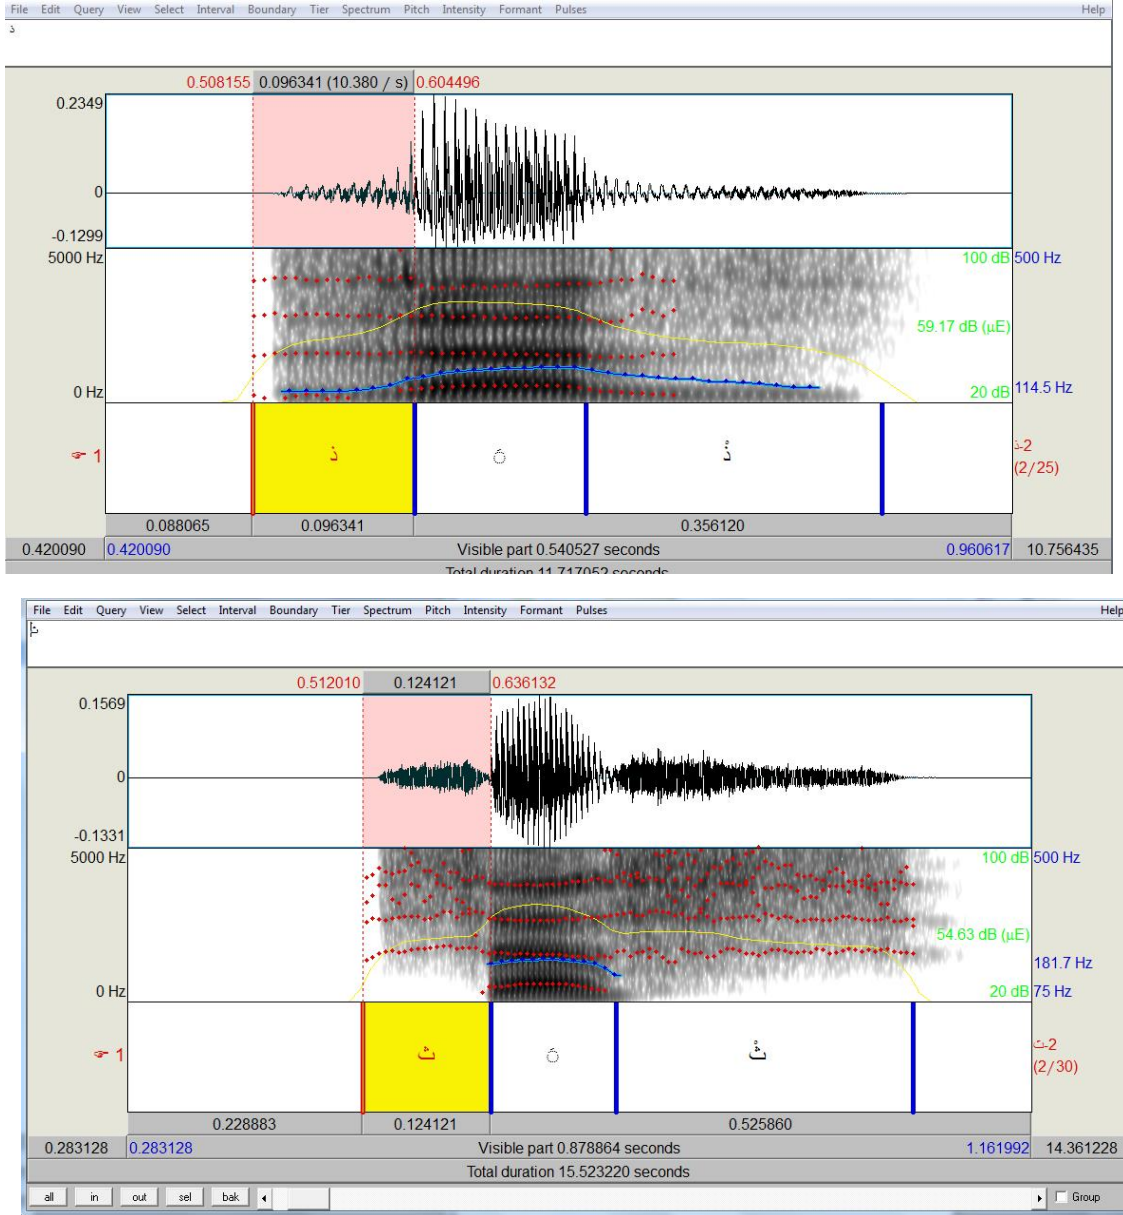 File Edit Query View Select Interval Boundary Tier Spectrum Pitch Intensity Formant Pulses Help
ذ
0.508155 0.096341 (10.380 / s) 0.604496
0.2349
0
-0.1299
5000 Hz 100 dB 500 Hz
59.17 dB (µE)
0 Hz 20 dB 114.5 Hz
☞ 1 ذ َ ذْ ذ-2
(2/25)
0.088065 0.096341 0.356120
0.420090 0.420090 Visible part 0.540527 seconds 0.960617 10.756435
Total duration 11.717052 seconds
File Edit Query View Select Interval Boundary Tier Spectrum Pitch Intensity Formant Pulses Help
ث
0.512010 0.124121 0.636132
0.1569
0
-0.1331
5000 Hz 100 dB 500 Hz
54.63 dB (µE)
181.7 Hz
0 Hz 20 dB 75 Hz
☞ 1 ث َ ثْ ث-2
(2/30)
0.228883 0.124121 0.525860
0.283128 0.283128 Visible part 0.878864 seconds 1.161992 14.361228
Total duration 15.523220 seconds
all in out sel bak Group